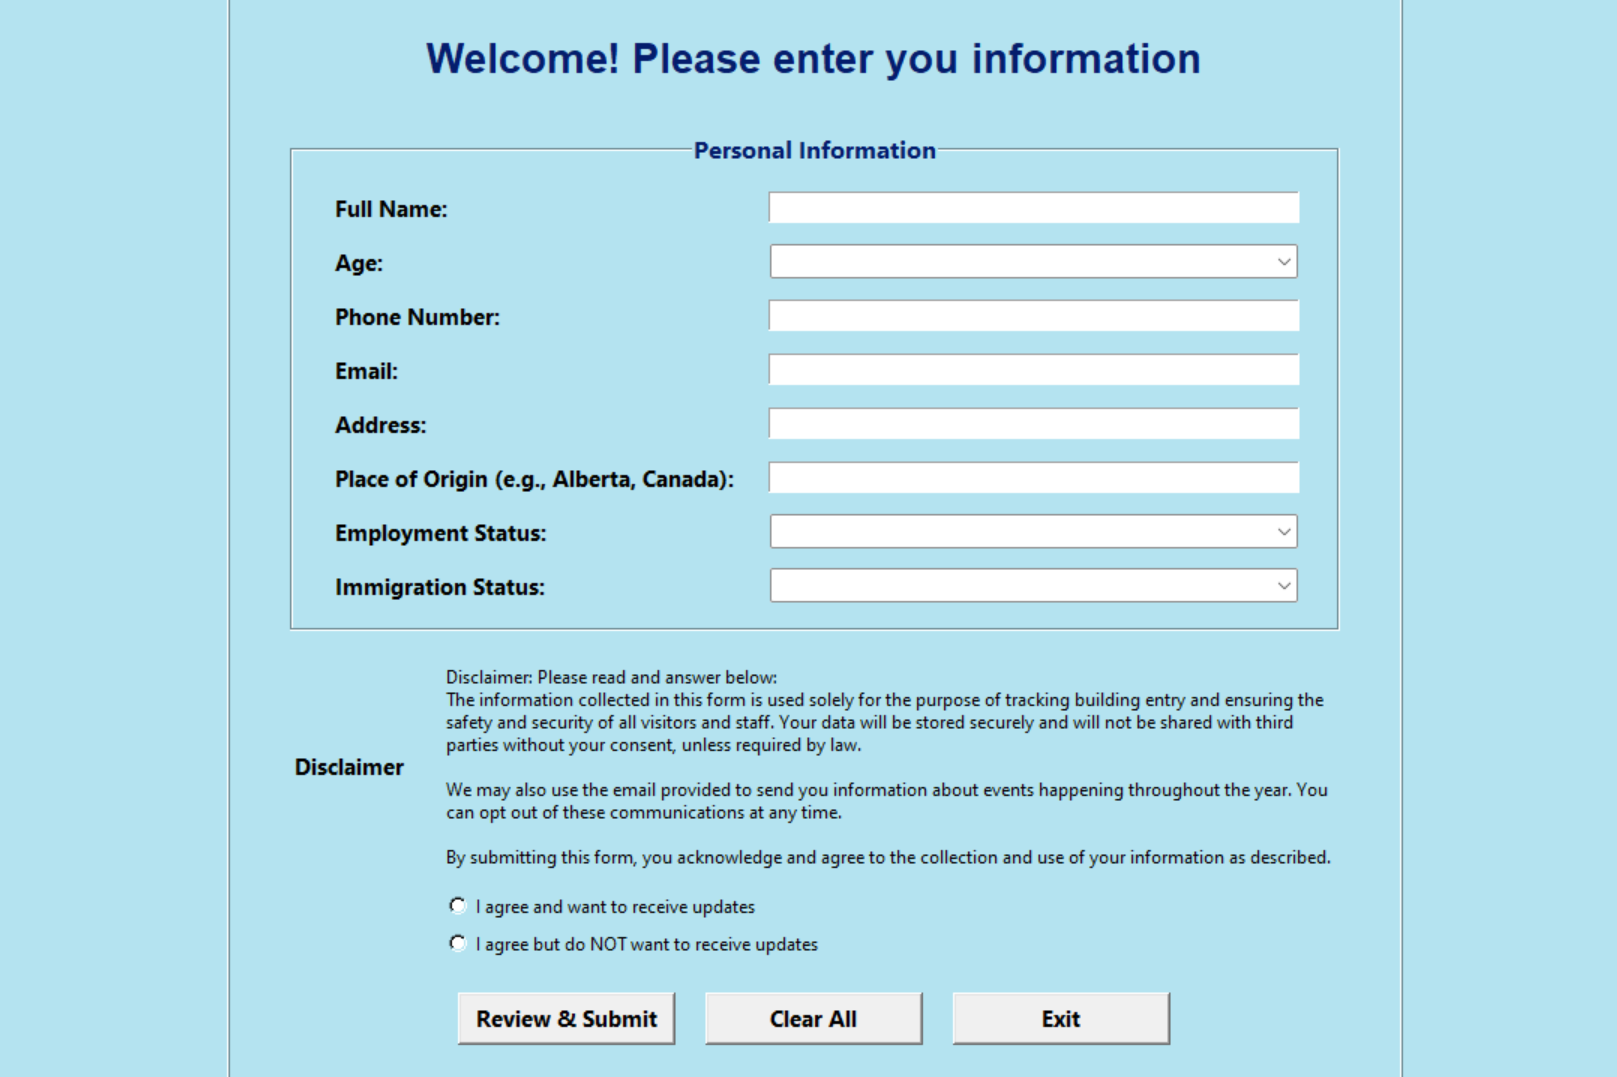 Welcome! Please enter you information
Personal Information
Full Name:
Age:
Phone Number:
Email:
Address:
Place of Origin (e.g., Alberta, Canada):
Employment Status:
Immigration Status:
Disclaimer
Disclaimer: Please read and answer below:
The information collected in this form is used solely for the purpose of tracking building entry and ensuring the
safety and security of all visitors and staff. Your data will be stored securely and will not be shared with third
parties without your consent, unless required by law.
We may also use the email provided to send you information about events happening throughout the year. You
can opt out of these communications at any time.
By submitting this form, you acknowledge and agree to the collection and use of your information as described.
I agree and want to receive updates
I agree but do NOT want to receive updates
Review & Submit
Clear All
Exit